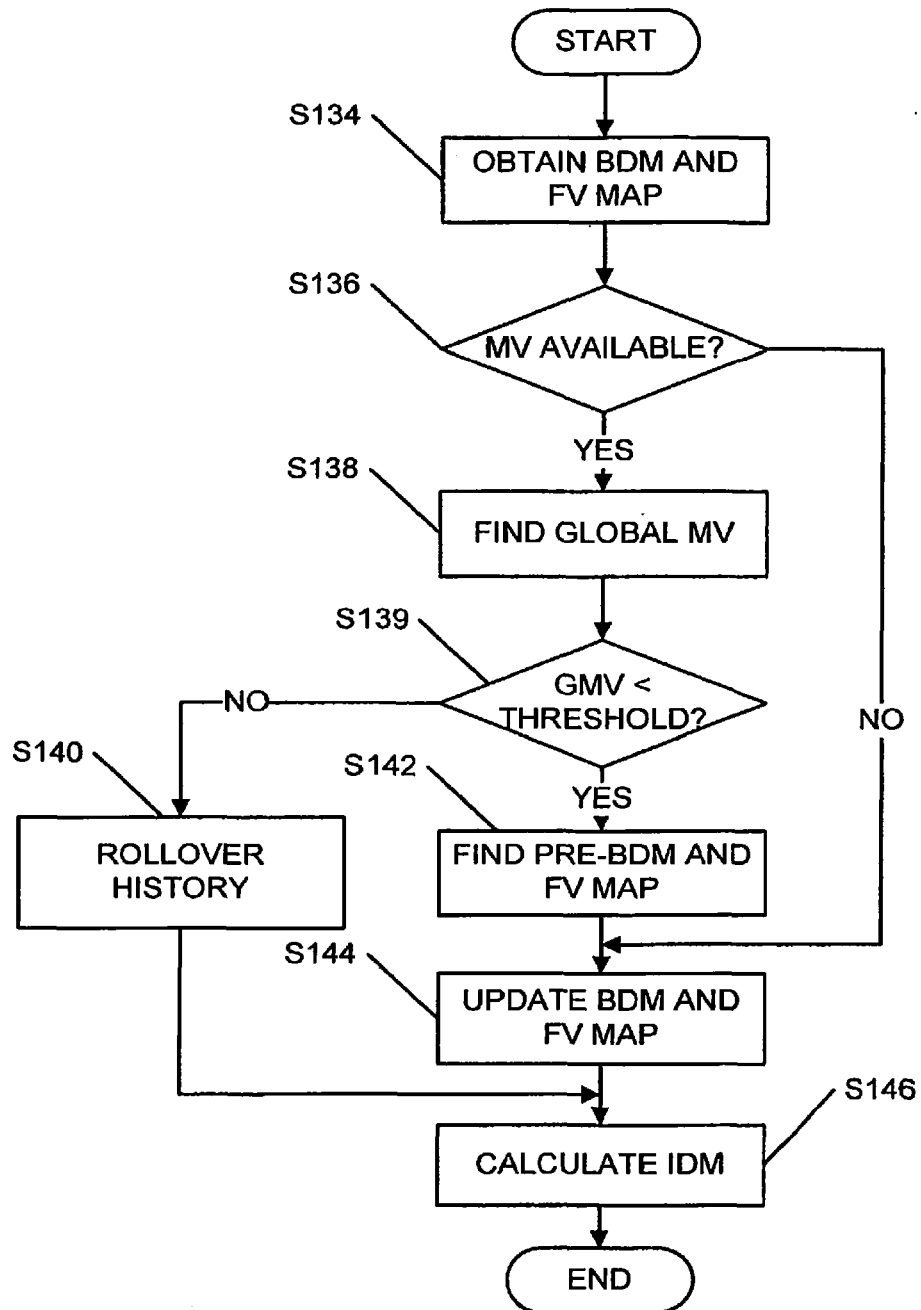 START
S134
OBTAIN BDM AND
FV MAP
S136
MV AVAILABLE?
YES
S138
FIND GLOBAL MV
S139
GMV <
THRESHOLD?
NO
NO
S140
S142
YES
ROLLOVER
HISTORY
FIND PRE-BDM AND
FV MAP
S144
UPDATE BDM AND
FV MAP
S146
CALCULATE IDM
END